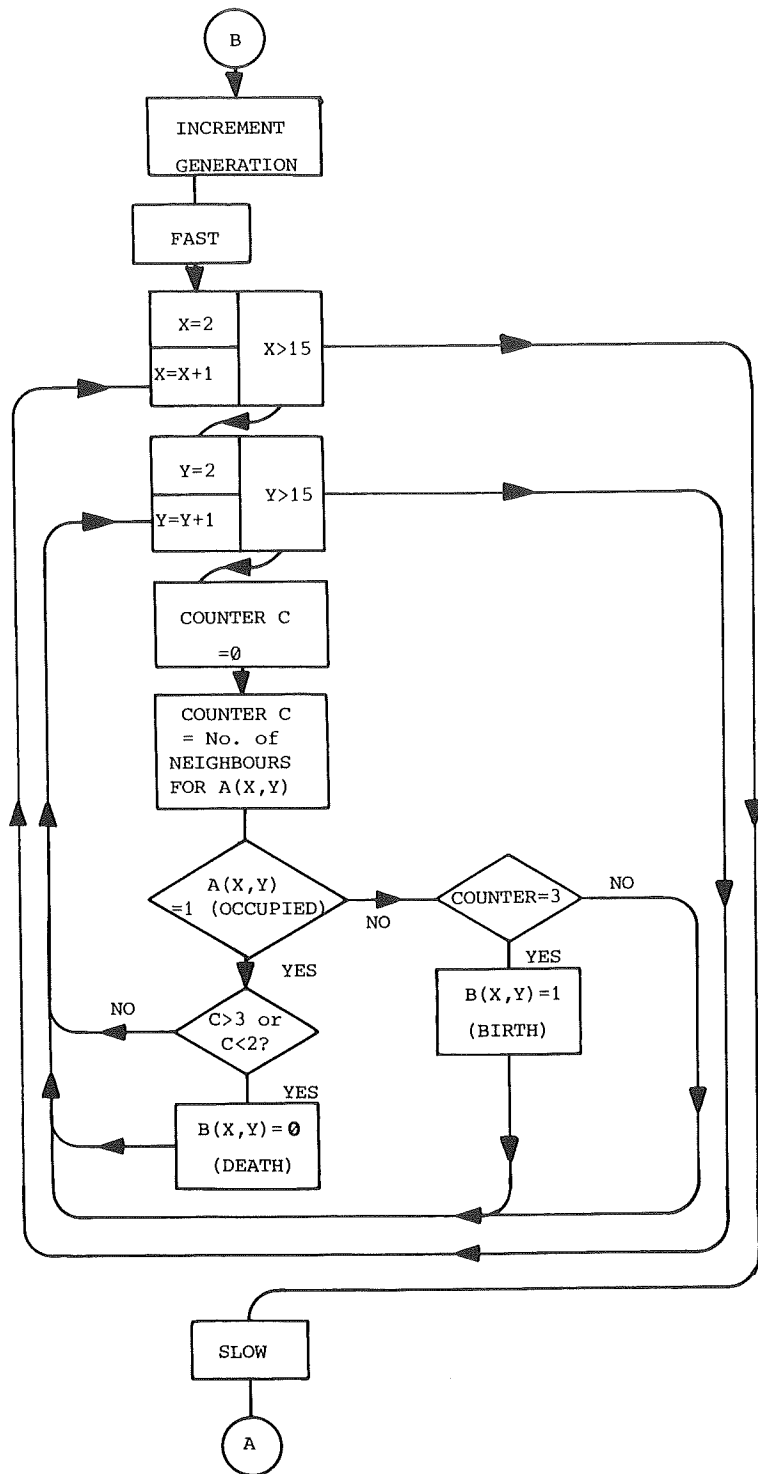 B
INCREMENT
GENERATION
FAST
X=2
X=X+1
X>15
Y=2
Y=Y+1
Y>15
COUNTER C
=0
COUNTER C
= No. of
NEIGHBOURS
FOR A(X,Y)
A(X,Y)
=1 (OCCUPIED)
NO
COUNTER=3
NO
YES
YES
B(X,Y)=1
(BIRTH)
NO
C>3 or
C<2?
YES
B(X,Y)=0
(DEATH)
SLOW
A